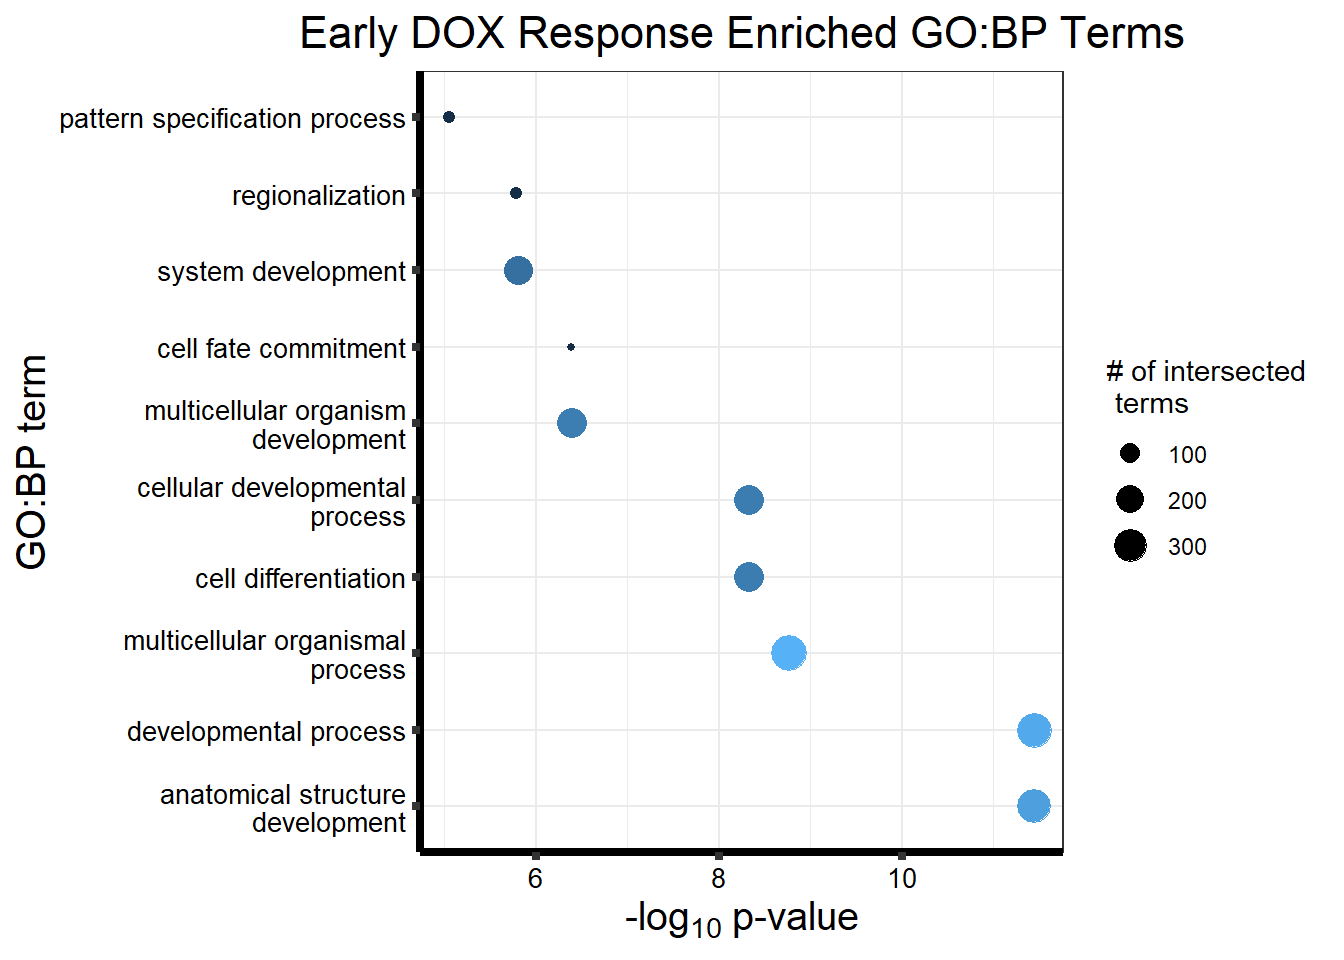 Early DOX Response Enriched GO:BP Terms
GO:BP term
pattern specification process
regionalization
system development
cell fate commitment
multicellular organism
development
cellular developmental
process
cell differentiation
multicellular organismal
process
developmental process
anatomical structure
development
6 8 10
-log10 p-value
# of intersected
terms
100
200
300